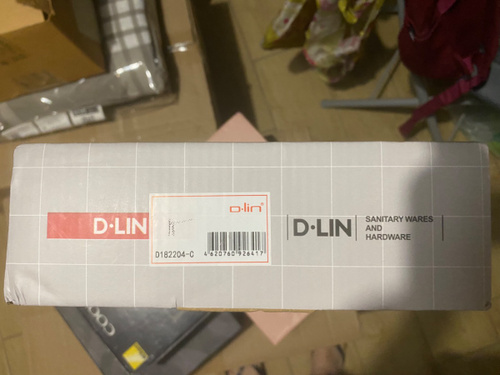 D·LIN
D-lin®
D182204-C
4620760926417
D·LIN
SANITARY WARES
AND
HARDWARE